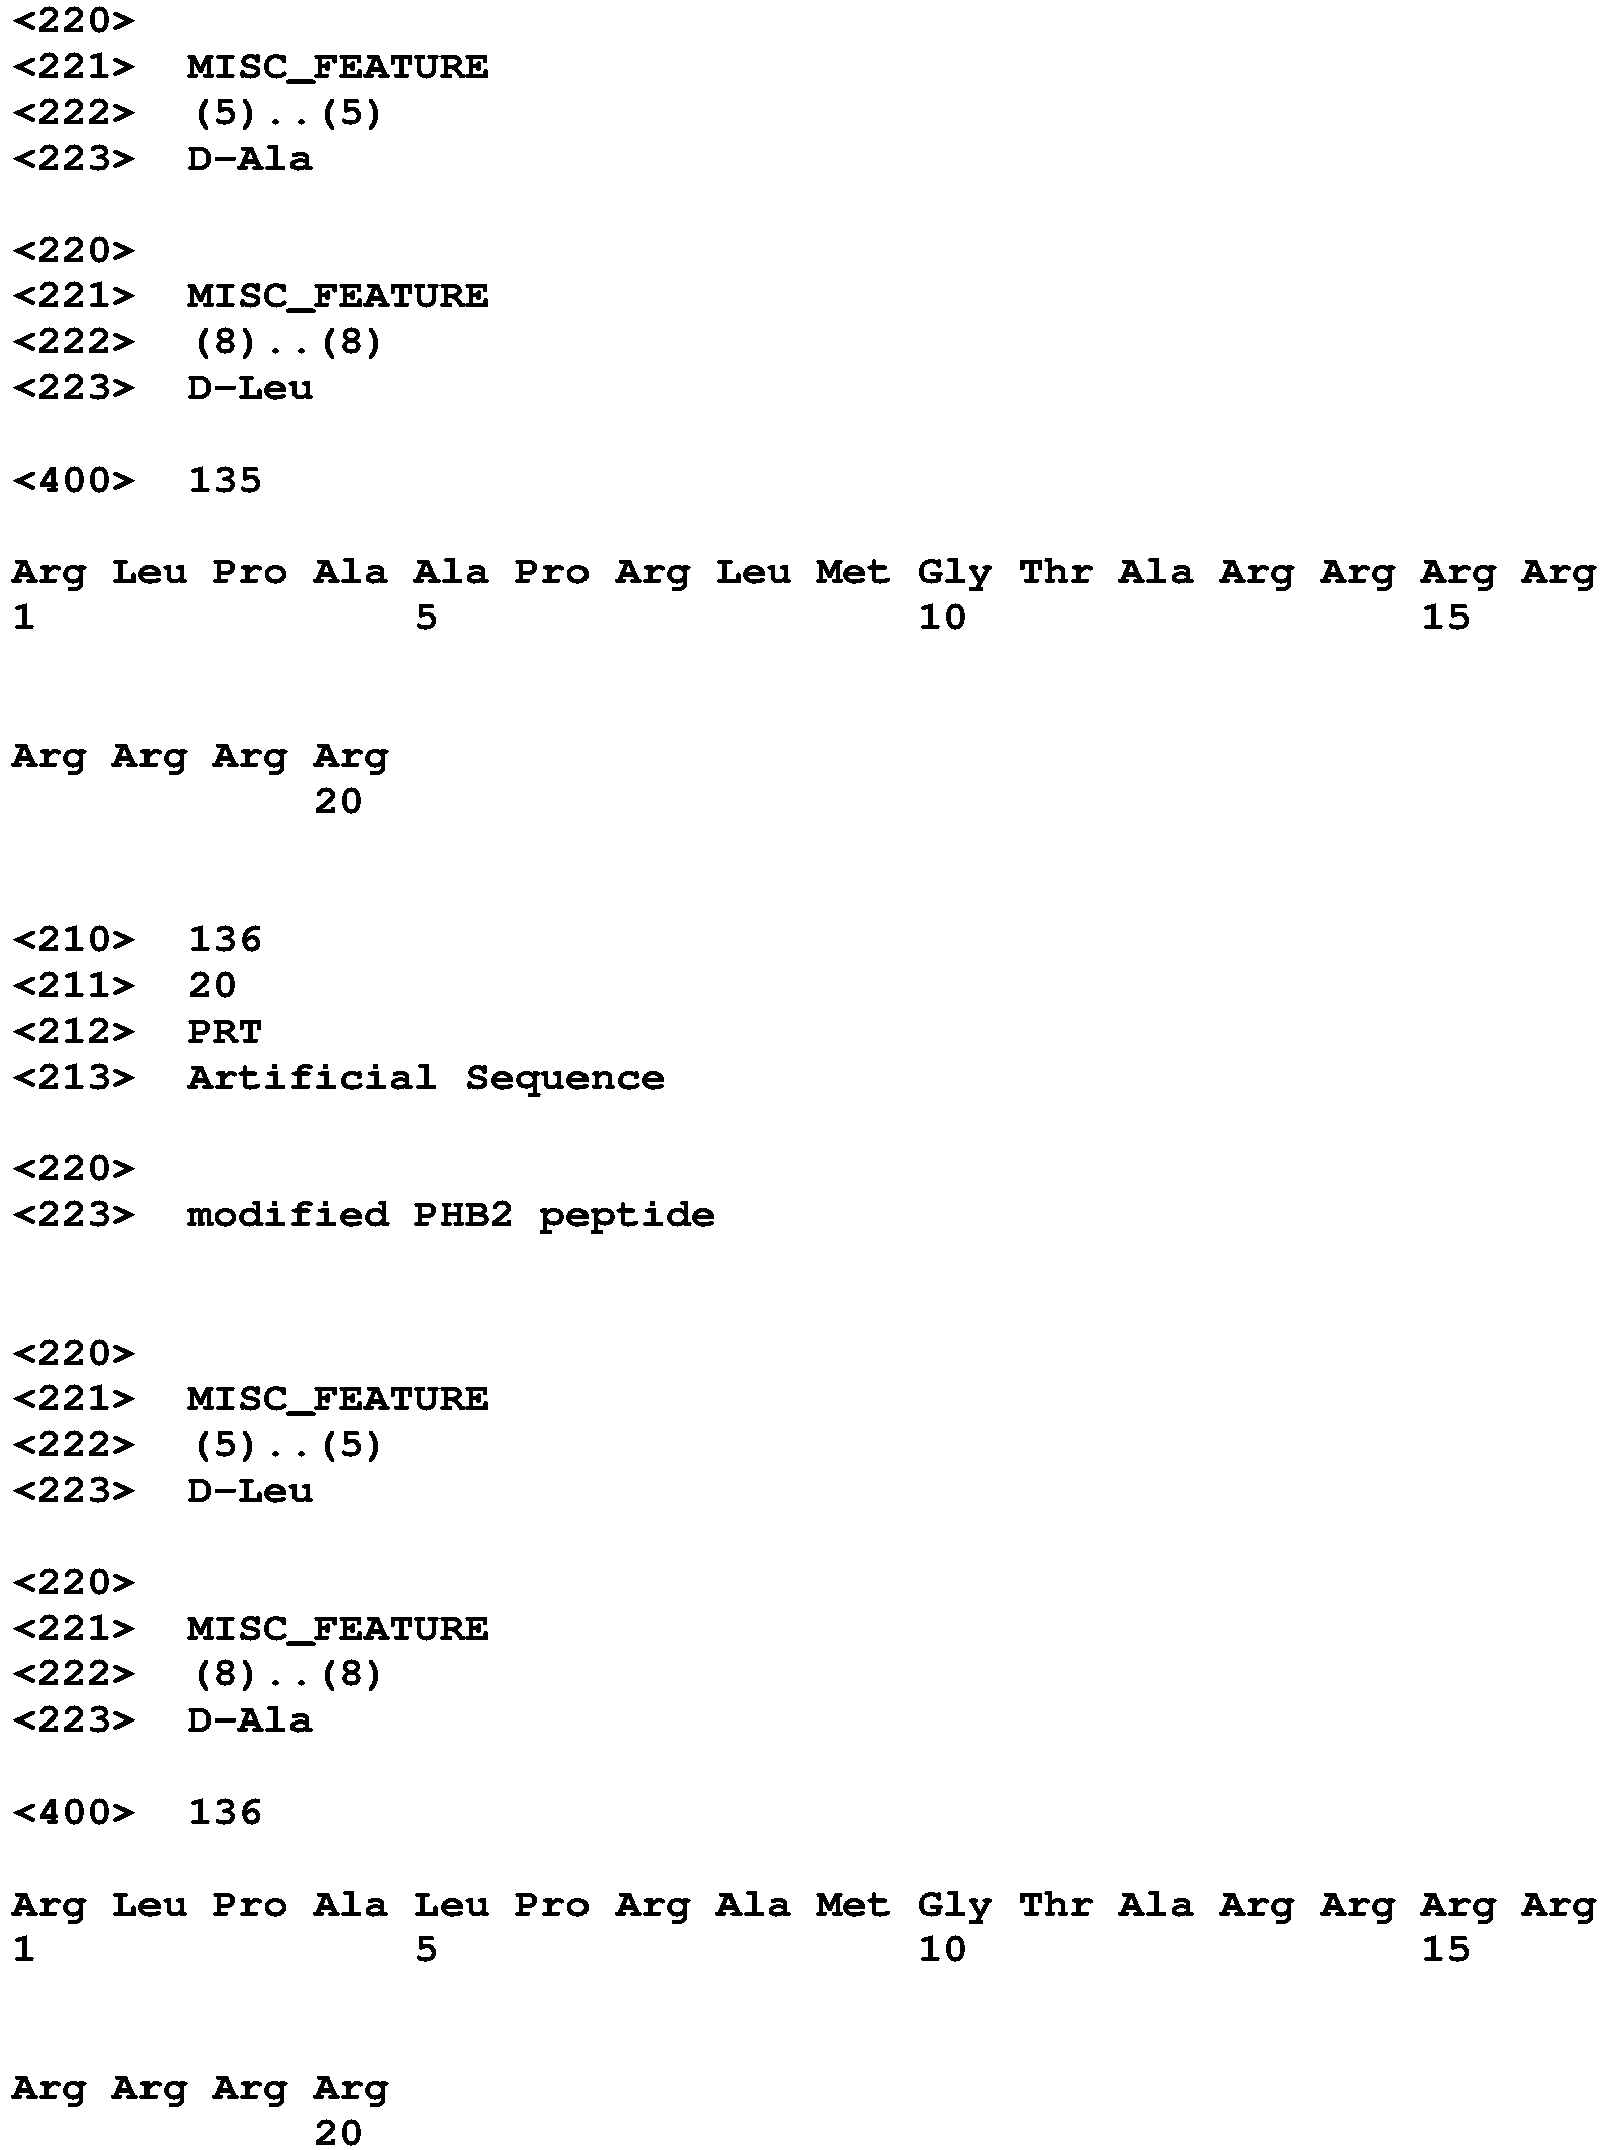 <220>
<221> MISC_FEATURE
<222> (5)..(5)
<223> D-Ala
<220>
<221> MISC_FEATURE
<222> (8)..(8)
<223> D-Leu
<400> 135
Arg Leu Pro Ala Ala Pro Arg Leu Met Gly Thr Ala Arg Arg Arg Arg
1 5 10 15
Arg Arg Arg Arg
20
<210> 136
<211> 20
<212> PRT
<213> Artificial Sequence
<220>
<223> modified PHB2 peptide
<220>
<221> MISC_FEATURE
<222> (5)..(5)
<223> D-Leu
<220>
<221> MISC_FEATURE
<222> (8)..(8)
<223> D-Ala
<400> 136
Arg Leu Pro Ala Leu Pro Arg Ala Met Gly Thr Ala Arg Arg Arg Arg
1 5 10 15
Arg Arg Arg Arg
20